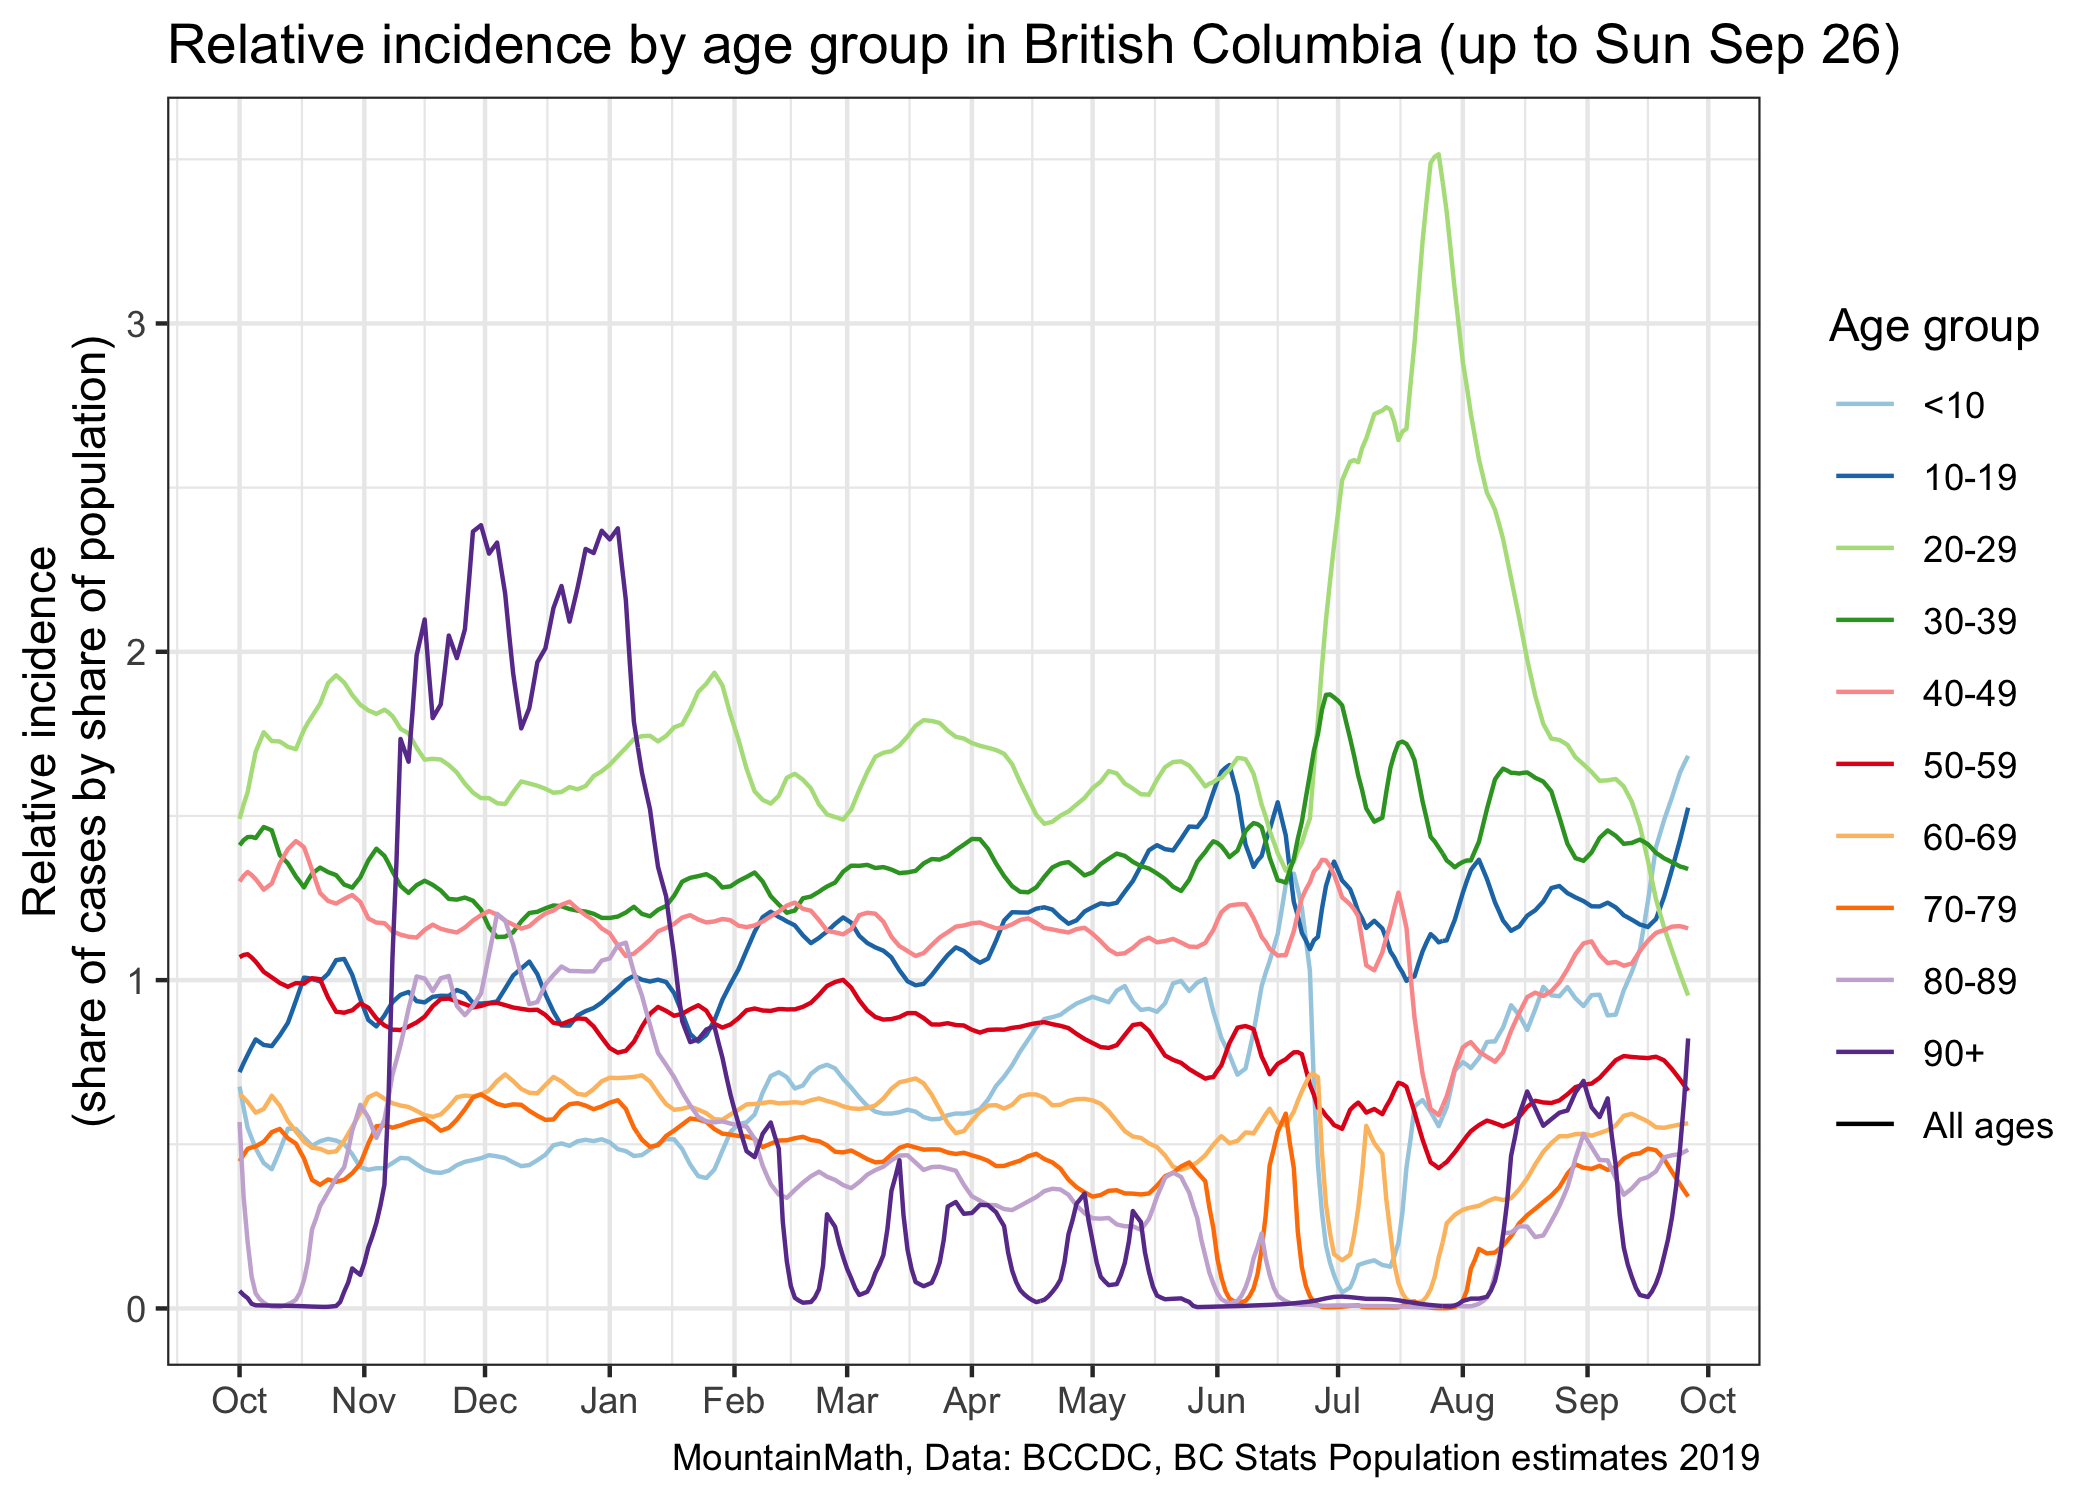 Relative incidence by age group in British Columbia (up to Sun Sep 26)
Relative incidence
(share of cases by share of population)
3
2
1
0
Oct Nov Dec Jan Feb Mar Apr May Jun Jul Aug Sep Oct
Age group
<10
10-19
20-29
30-39
40-49
50-59
60-69
70-79
80-89
90+
All ages
MountainMath, Data: BCCDC, BC Stats Population estimates 2019